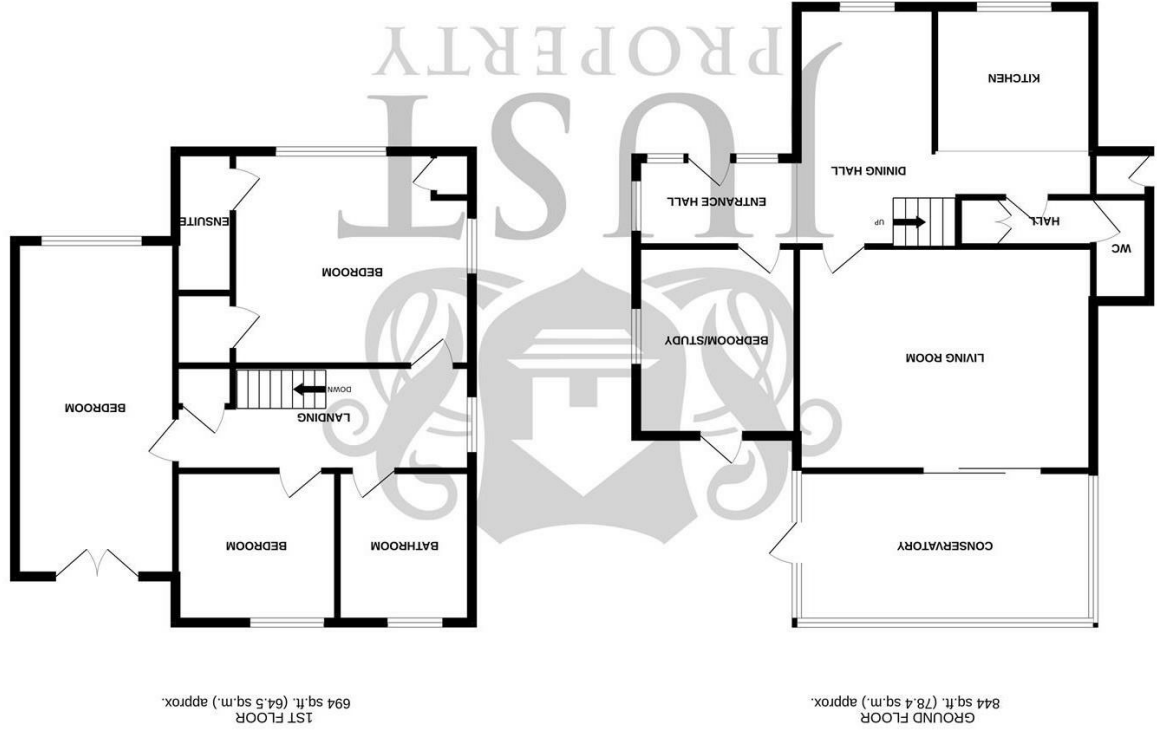 GROUND FLOOR
844 sq.ft. (78.4 sq.m.) approx.
1ST FLOOR
694 sq.ft. (64.5 sq.m.) approx.
CONSERVATORY
LIVING ROOM
BEDROOM/STUDY
WC
HALL
UP
ENTRANCE HALL
DINING HALL
KITCHEN
BATHROOM
BEDROOM
LANDING
DOWN
BEDROOM
BEDROOM
ENSUITE
JUST
PROPERTY